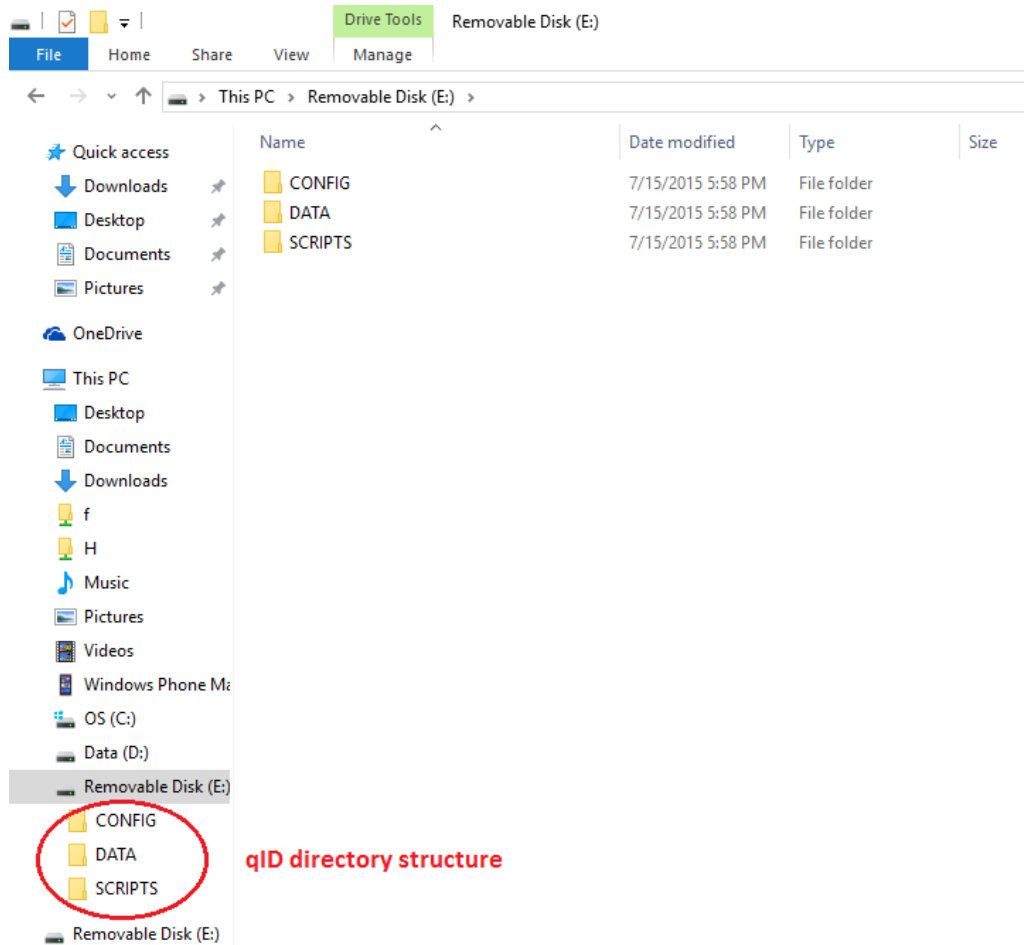 Drive Tools Removable Disk (E:)
File Home Share View Manage
This PC Removable Disk (E:)
Name Date modified Type Size
CONFIG 7/15/2015 5:58 PM File folder
DATA 7/15/2015 5:58 PM File folder
SCRIPTS 7/15/2015 5:58 PM File folder
Quick access
Downloads
Desktop
Documents
Pictures
OneDrive
This PC
Desktop
Documents
Downloads
f
H
Music
Pictures
Videos
Windows Phone Ma
OS (C:)
Data (D:)
Removable Disk (E:)
CONFIG
DATA
SCRIPTS
qID directory structure
Removable Disk (E:)